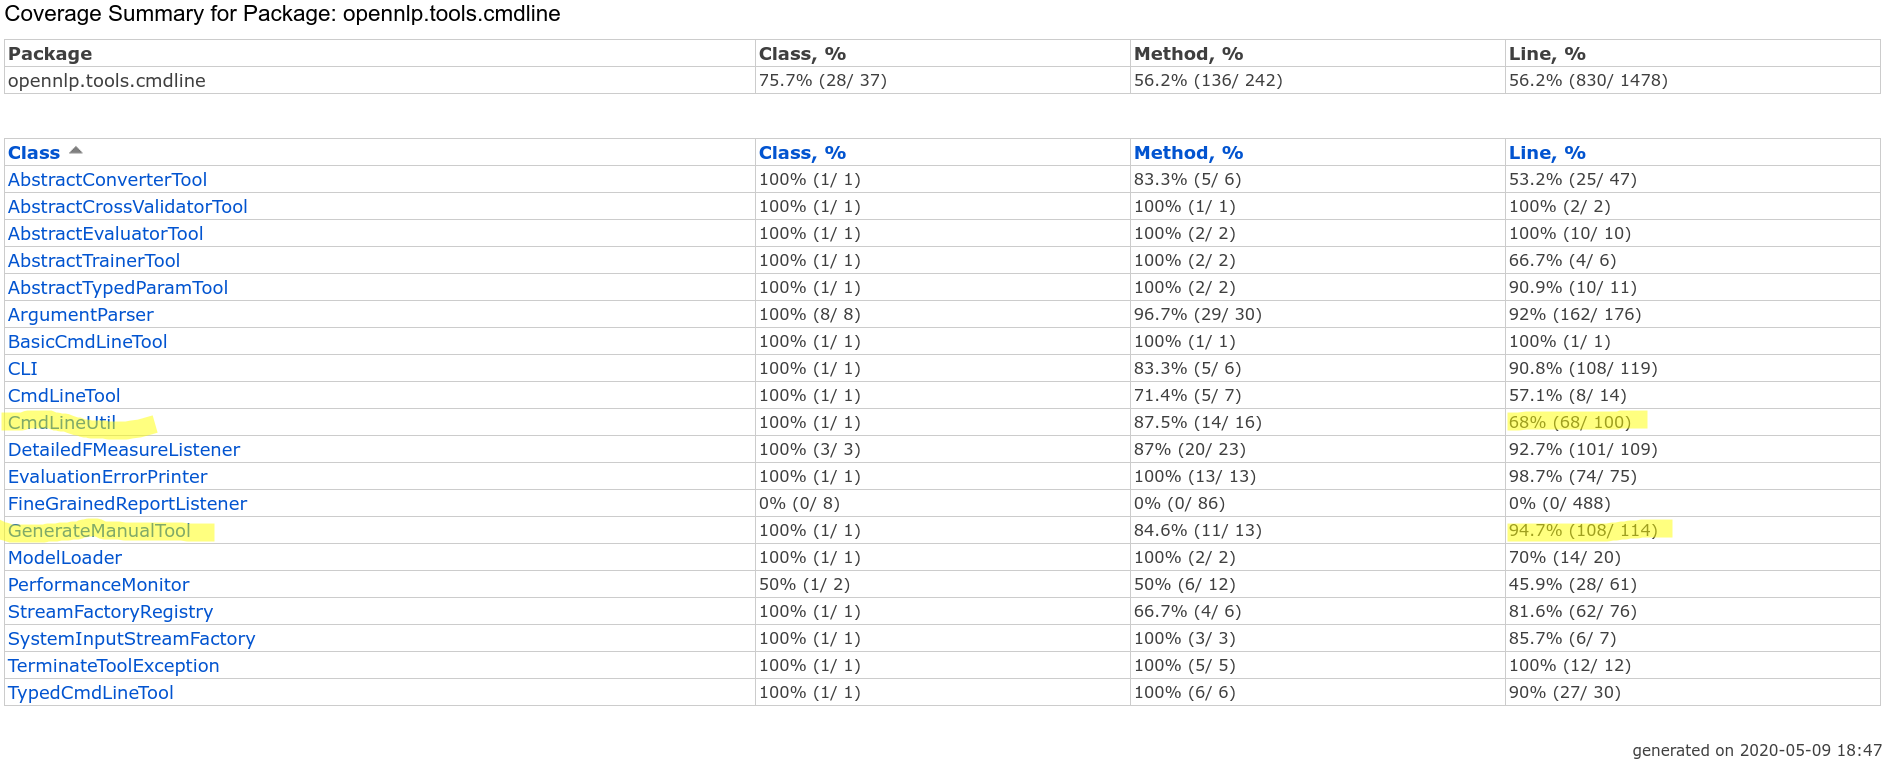 Coverage Summary for Package: opennlp.tools.cmdline
Package Class, % Method, % Line, %
opennlp.tools.cmdline 75.7% (28/ 37) 56.2% (136/ 242) 56.2% (830/ 1478)
Class Class, % Method, % Line, %
AbstractConverterTool 100% (1/ 1) 83.3% (5/ 6) 53.2% (25/ 47)
AbstractCrossValidatorTool 100% (1/ 1) 100% (1/ 1) 100% (2/ 2)
AbstractEvaluatorTool 100% (1/ 1) 100% (2/ 2) 100% (10/ 10)
AbstractTrainerTool 100% (1/ 1) 100% (2/ 2) 66.7% (4/ 6)
AbstractTypedParamTool 100% (1/ 1) 100% (2/ 2) 90.9% (10/ 11)
ArgumentParser 100% (8/ 8) 96.7% (29/ 30) 92% (162/ 176)
BasicCmdLineTool 100% (1/ 1) 100% (1/ 1) 100% (1/ 1)
CLI 100% (1/ 1) 83.3% (5/ 6) 90.8% (108/ 119)
CmdLineTool 100% (1/ 1) 71.4% (5/ 7) 57.1% (8/ 14)
CmdLineUtil 100% (1/ 1) 87.5% (14/ 16) 68% (68/ 100)
DetailedFMeasureListener 100% (3/ 3) 87% (20/ 23) 92.7% (101/ 109)
EvaluationErrorPrinter 100% (1/ 1) 100% (13/ 13) 98.7% (74/ 75)
FineGrainedReportListener 0% (0/ 8) 0% (0/ 86) 0% (0/ 488)
GenerateManualTool 100% (1/ 1) 84.6% (11/ 13) 94.7% (108/ 114)
ModelLoader 100% (1/ 1) 100% (2/ 2) 70% (14/ 20)
PerformanceMonitor 50% (1/ 2) 50% (6/ 12) 45.9% (28/ 61)
StreamFactoryRegistry 100% (1/ 1) 66.7% (4/ 6) 81.6% (62/ 76)
SystemInputStreamFactory 100% (1/ 1) 100% (3/ 3) 85.7% (6/ 7)
TerminateToolException 100% (1/ 1) 100% (5/ 5) 100% (12/ 12)
TypedCmdLineTool 100% (1/ 1) 100% (6/ 6) 90% (27/ 30)
generated on 2020-05-09 18:47